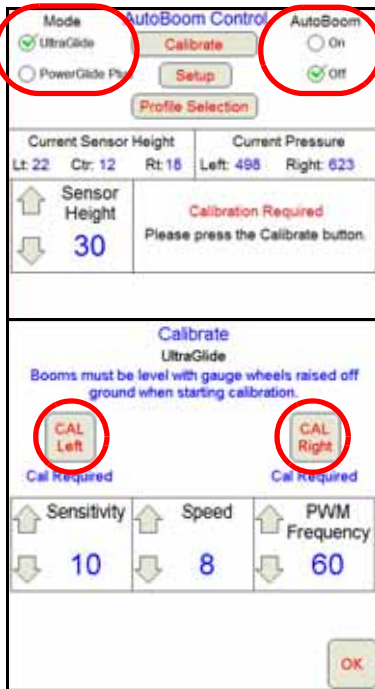 Mode
AutoBoom Control
AutoBoom
UltraGlide
Calibrate
On
PowerGlide Plus
Setup
Off
Profile Selection
Current Sensor Height
Current Pressure
Lt: 22 Ctr: 12 Rt: 18
Left: 498 Right: 623
Sensor
Height
30
Calibration Required
Please press the Calibrate button.
Calibrate
UltraGlide
Booms must be level with gauge wheels raised off
ground when starting calibration.
CAL
Left
CAL
Right
Cal Required
Cal Required
Sensitivity
10
Speed
8
PWM
Frequency
60
OK